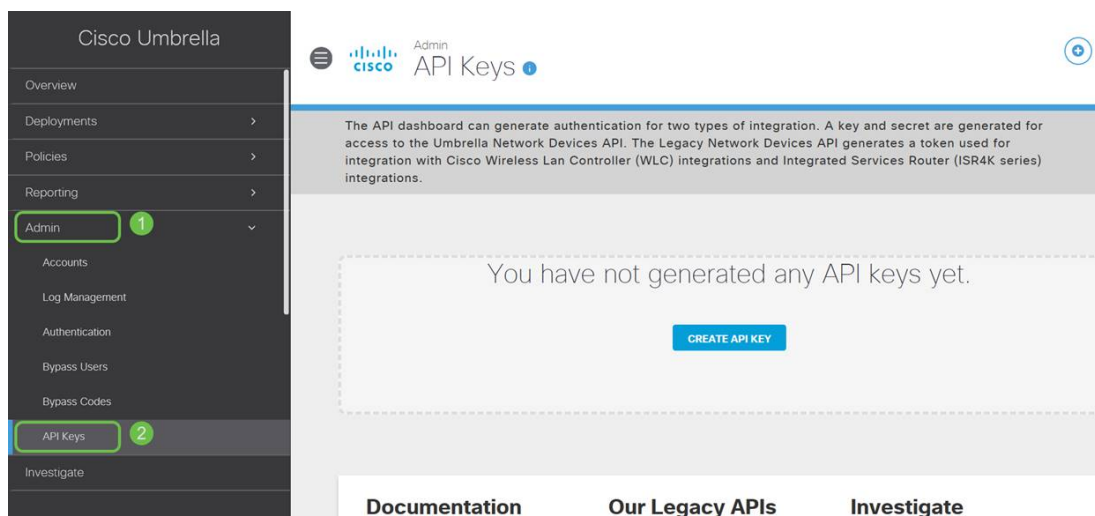 Cisco Umbrella
Overview
Deployments
Policies
Reporting
Admin
1
Accounts
Log Management
Authentication
Bypass Users
Bypass Codes
API Keys
2
Investigate
CISCO
Admin
API Keys
The API dashboard can generate authentication for two types of integration. A key and secret are generated for
access to the Umbrella Network Devices API. The Legacy Network Devices API generates a token used for
integration with Cisco Wireless Lan Controller (WLC) integrations and Integrated Services Router (ISR4K series)
integrations.
You have not generated any API keys yet.
CREATE API KEY
Documentation
Our Legacy APIs
Investigate